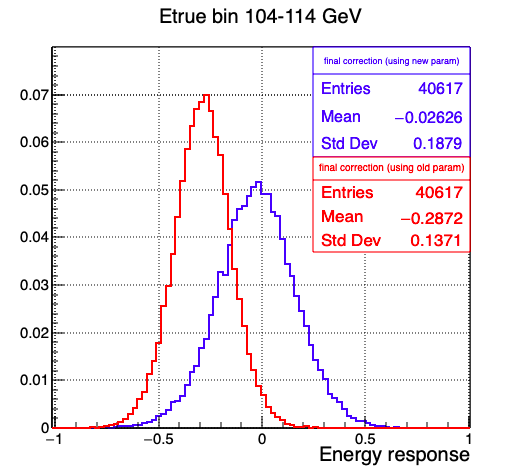 Etrue bin 104-114 GeV
final correction (using new param)
Entries 40617
Mean −0.02626
Std Dev 0.1879
final correction (using old param)
Entries 40617
Mean −0.2872
Std Dev 0.1371
0.07
0.06
0.05
0.04
0.03
0.02
0.01
0
−1 −0.5 0 0.5 1
Energy response